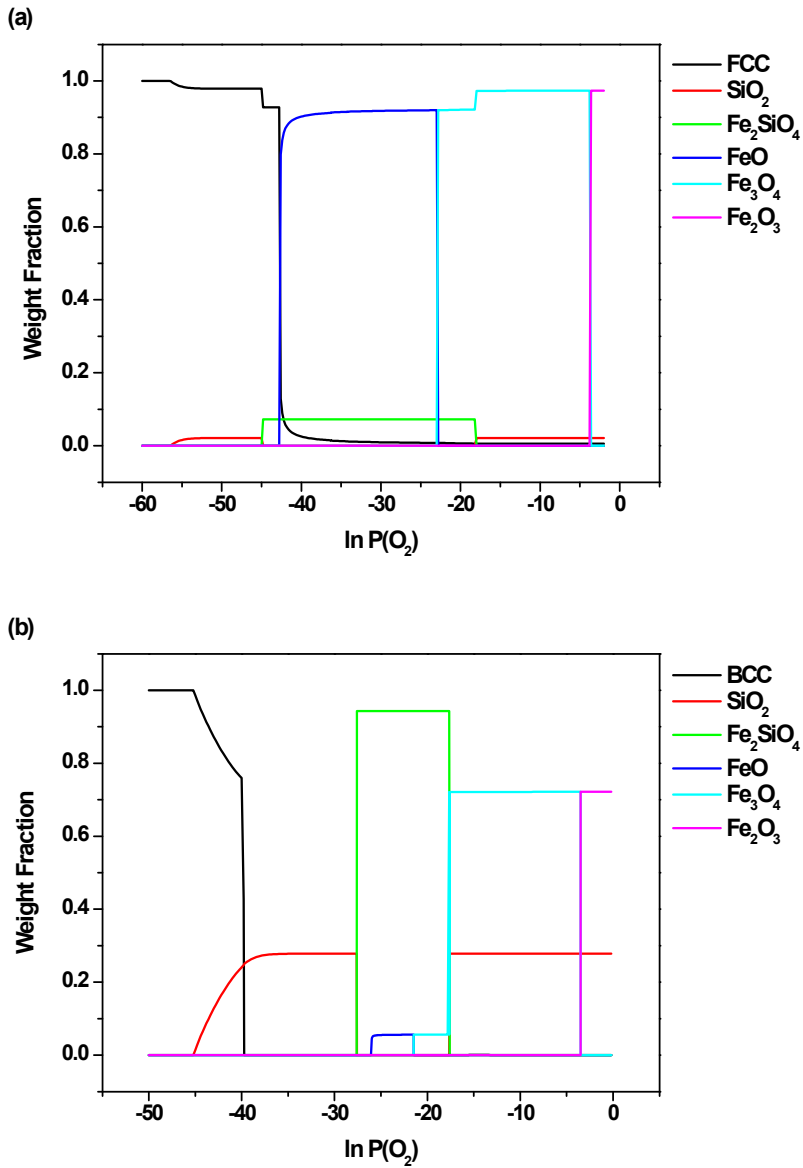 (a)
FCC
SiO₂
Fe₂SiO₄
FeO
Fe₃O₄
Fe₂O₃
Weight Fraction
1.0
0.8
0.6
0.4
0.2
0.0
-60 -50 -40 -30 -20 -10 0
ln P(O₂)
(b)
BCC
SiO₂
Fe₂SiO₄
FeO
Fe₃O₄
Fe₂O₃
Weight Fraction
1.0
0.8
0.6
0.4
0.2
0.0
-50 -40 -30 -20 -10 0
ln P(O₂)